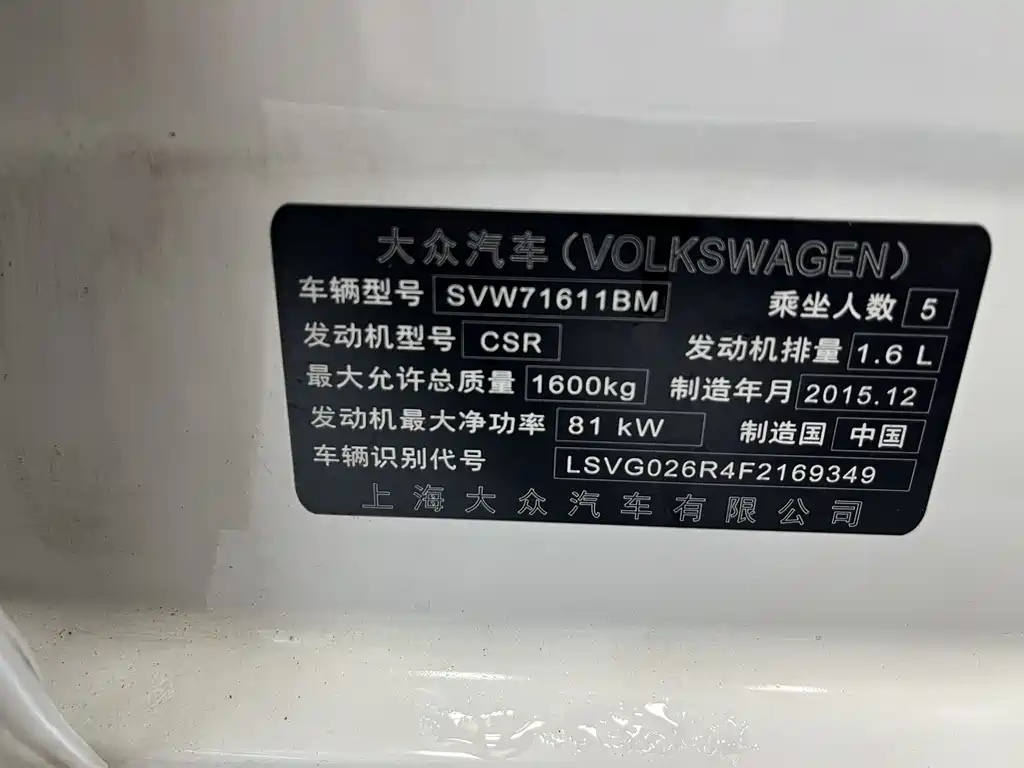 大众汽车(VOLKSWAGEN)
车辆型号 SVW71611BM 乘坐人数 5
发动机型号 CSR 发动机排量 1.6 L
最大允许总质量 1600kg 制造年月 2015.12
发动机最大净功率 81 kW 制造国 中国
车辆识别代号 LSVG026R4F2169349
上海大众汽车有限公司